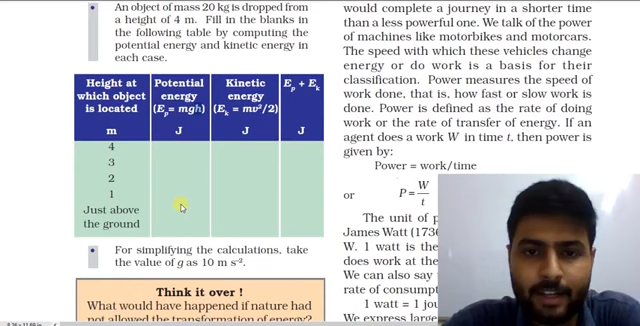 An object of mass 20 kg is dropped from
a height of 4 m. Fill in the blanks in
the following table by computing the
potential energy and kinetic energy in
each case.
Height at which object is located m
Potential energy (Eₚ= mgh) J
Kinetic energy (Eₖ = mv²/2) J
Eₚ + Eₖ J
4
3
2
1
Just above
the ground
For simplifying the calculations, take
the value of g as 10 m s⁻².
Think it over !
What would have happened if nature had
not allowed the transformation of energy?
would complete a journey in a shorter time
than a less powerful one. We talk of the power
of machines like motorbikes and motorcars.
The speed with which these vehicles change
energy or do work is a basis for their
classification. Power measures the speed of
work done, that is, how fast or slow work is
done. Power is defined as the rate of doing
work or the rate of transfer of energy. If an
agent does a work W in time t, then power is
given by:
Power = work/time
or P = W/t
The unit of
James Watt (1736
W. 1 watt is the
does work at the
We can also say
rate of consumpt
1 watt = 1 jou
We express large